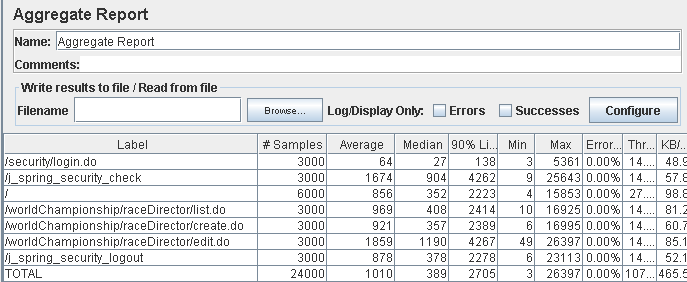 Aggregate Report
Name: Aggregate Report
Comments:
Write results to file / Read from file
Filename Browse... Log/Display Only: Errors Successes Configure
Label # Samples Average Median 90% Li... Min Max Error... Thr... KB/...
/security/login.do 3000 64 27 138 3 5361 0.00% 14.... 48.9
/j_spring_security_check 3000 1674 904 4262 9 25643 0.00% 14.... 57.8
/ 6000 856 352 2223 4 15853 0.00% 27.... 98.8
/worldChampionship/raceDirector/list.do 3000 969 408 2414 10 16925 0.00% 14.... 81.2
/worldChampionship/raceDirector/create.do 3000 921 357 2389 6 16995 0.00% 14.... 60.7
/worldChampionship/raceDirector/edit.do 3000 1859 1190 4267 49 26397 0.00% 14.... 85.1
/j_spring_security_logout 3000 878 378 2278 6 23113 0.00% 14.... 52.1
TOTAL 24000 1010 389 2705 3 26397 0.00% 107... 465.5